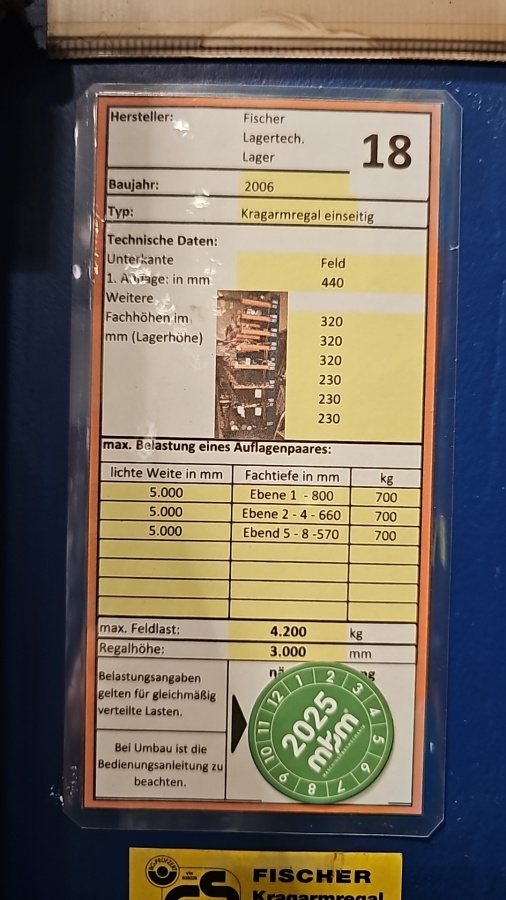 Hersteller: Fischer
Lagertech.
Lager
18
Baujahr: 2006
Typ: Kragarmregal einseitig
Technische Daten:
Unterkante Feld
1. Auflage: in mm 440
Weitere
Fachhöhen im 320
mm (Lagerhöhe) 320
320
230
230
230
max. Belastung eines Auflagenpaares:
lichte Weite in mm Fachtiefe in mm kg
5.000 Ebene 1 - 800 700
5.000 Ebene 2 - 4 - 660 700
5.000 Ebend 5 - 8 -570 700
max. Feldlast: 4.200 kg
Regalhöhe: 3.000 mm
Belastungsangaben
gelten für gleichmäßig
verteilte Lasten.
Bei Umbau ist die
Bedienungsanleitung zu
beachten.
1 2 3 4 5 6 7 8 9 10 11 12
2025
mkm
FISCHER
Kragarmregal